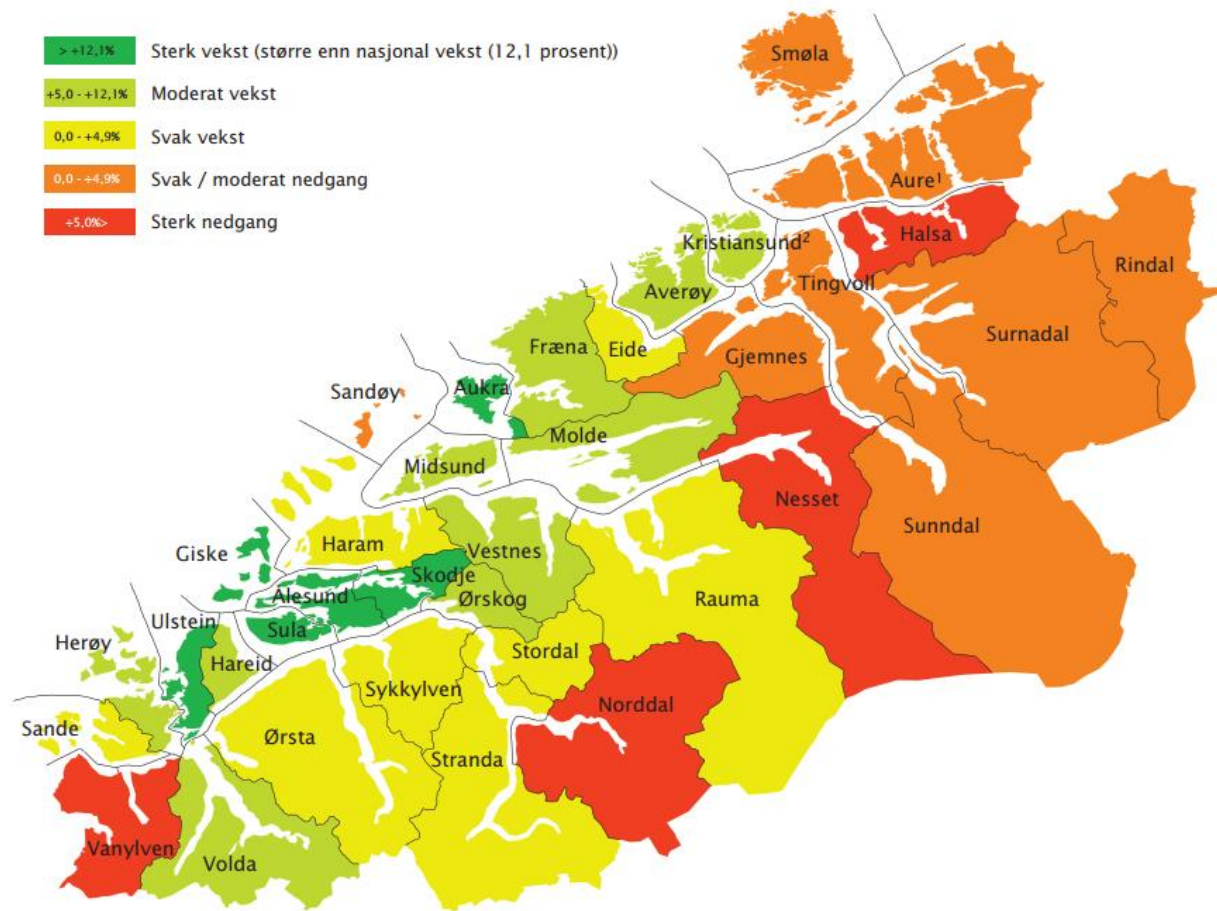 > +12,1% Sterk vekst (større enn nasjonal vekst (12,1 prosent))
+5,0 - +12,1% Moderat vekst
0,0 - +4,9% Svak vekst
0,0 - ÷4,9% Svak / moderat nedgang
÷5,0%> Sterk nedgang
Smøla
Aure¹
Halsa
Kristiansund²
Rindal
Tingvoll
Averøy
Surnadal
Fræna
Eide
Gjemnes
Aukra
Sandøy
Molde
Midsund
Nesset
Sunndal
Giske
Haram
Vestnes
Skodje
Ålesund
Ørskog
Rauma
Ulstein
Sula
Herøy
Hareid
Stordal
Sykkylven
Norddal
Sande
Ørsta
Stranda
Vanylven
Volda